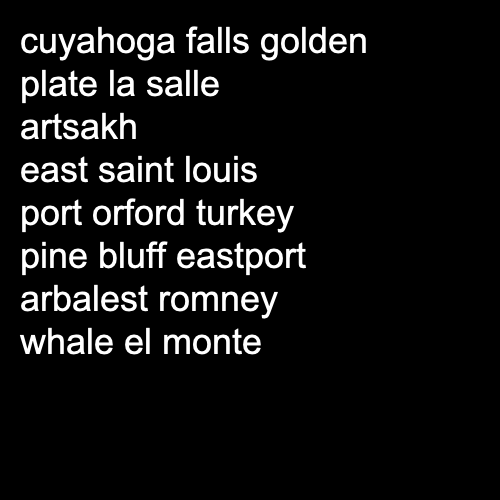 cuyahoga falls golden
plate la salle
artsakh
east saint louis
port orford turkey
pine bluff eastport
arbalest romney
whale el monte